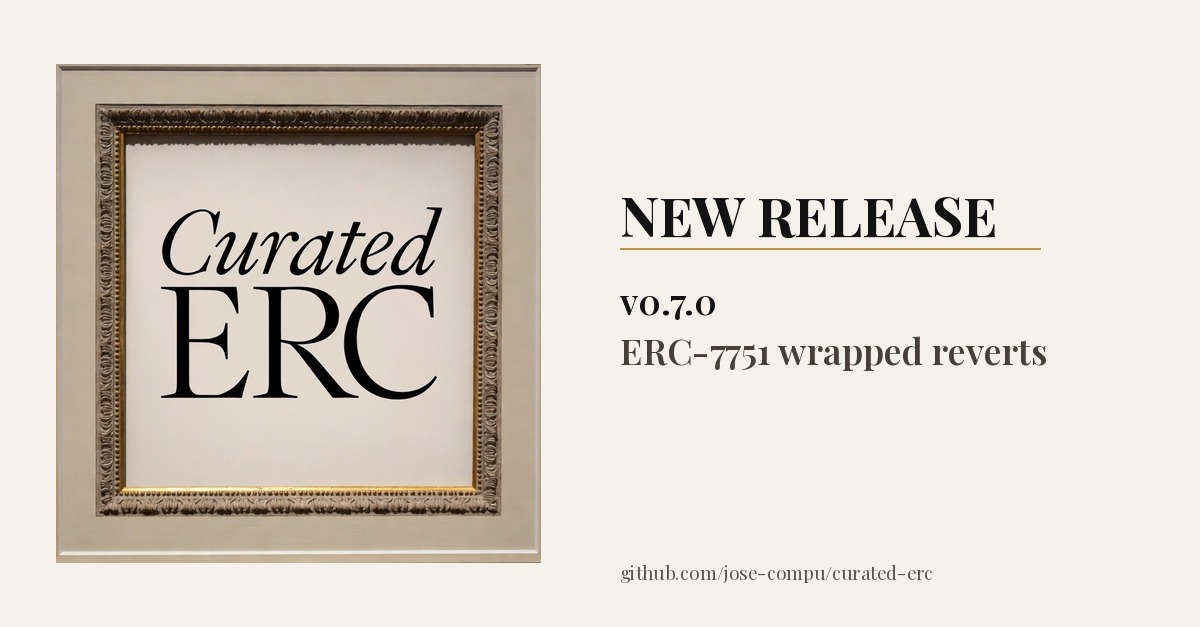 Curated
ERC
NEW RELEASE
v0.7.0
ERC-7751 wrapped reverts
github.com/jose-compu/curated-erc